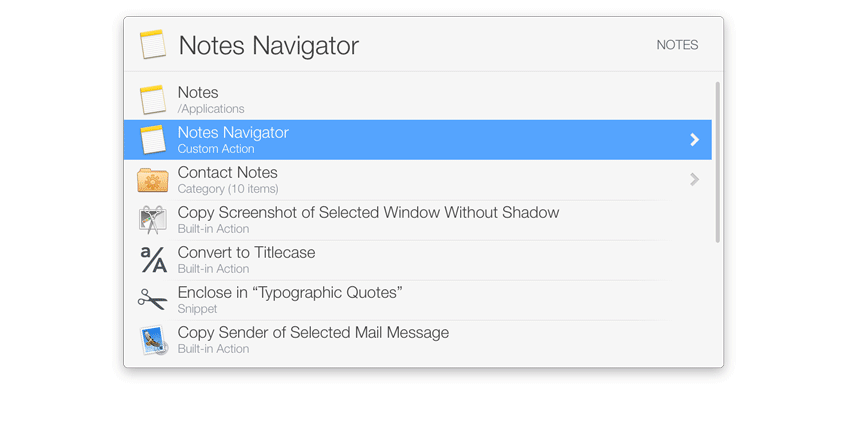 Notes Navigator
NOTES
Notes
/Applications
Notes Navigator
Custom Action
Contact Notes
Category (10 items)
Copy Screenshot of Selected Window Without Shadow
Built-in Action
a/A
Convert to Titlecase
Built-in Action
Enclose in “Typographic Quotes”
Snippet
Copy Sender of Selected Mail Message
Built-in Action